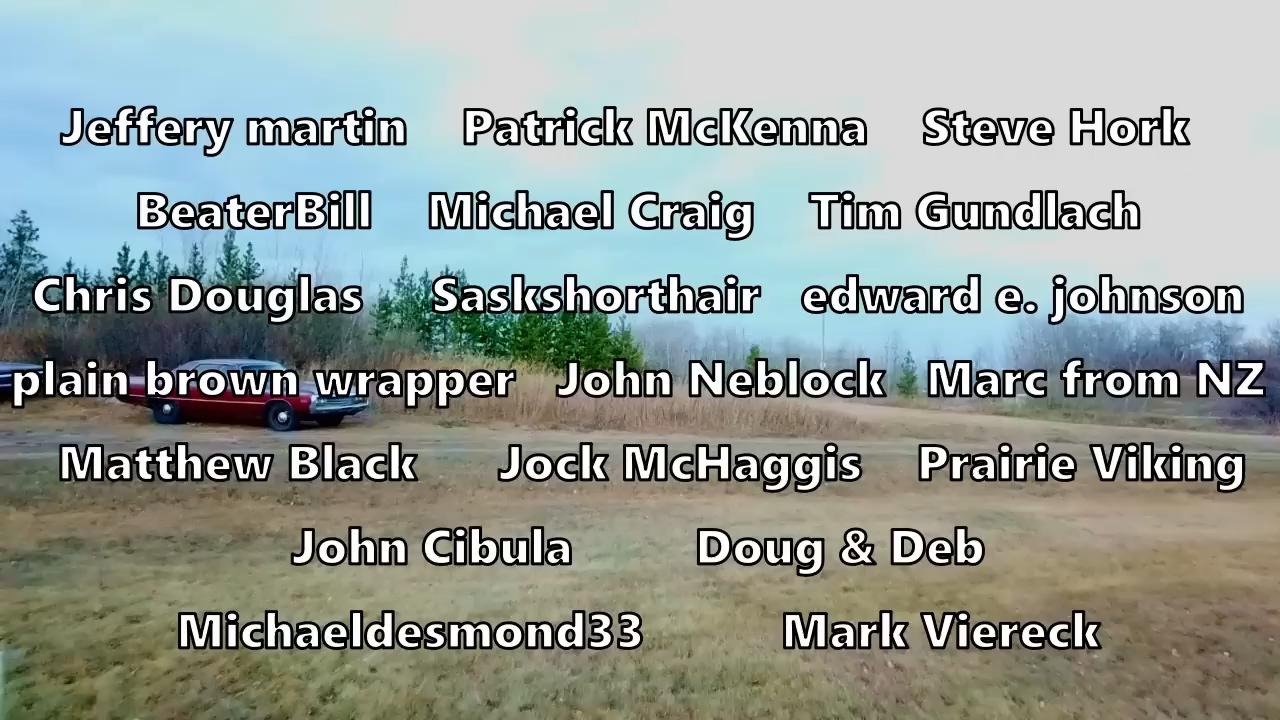 Jeffery martin Patrick McKenna Steve Hork
BeaterBill Michael Craig Tim Gundlach
Chris Douglas Saskshorthair edward e. johnson
plain brown wrapper John Neblock Marc from NZ
Matthew Black Jock McHaggis Prairie Viking
John Cibula Doug & Deb
Michaeldesmond33 Mark Viereck